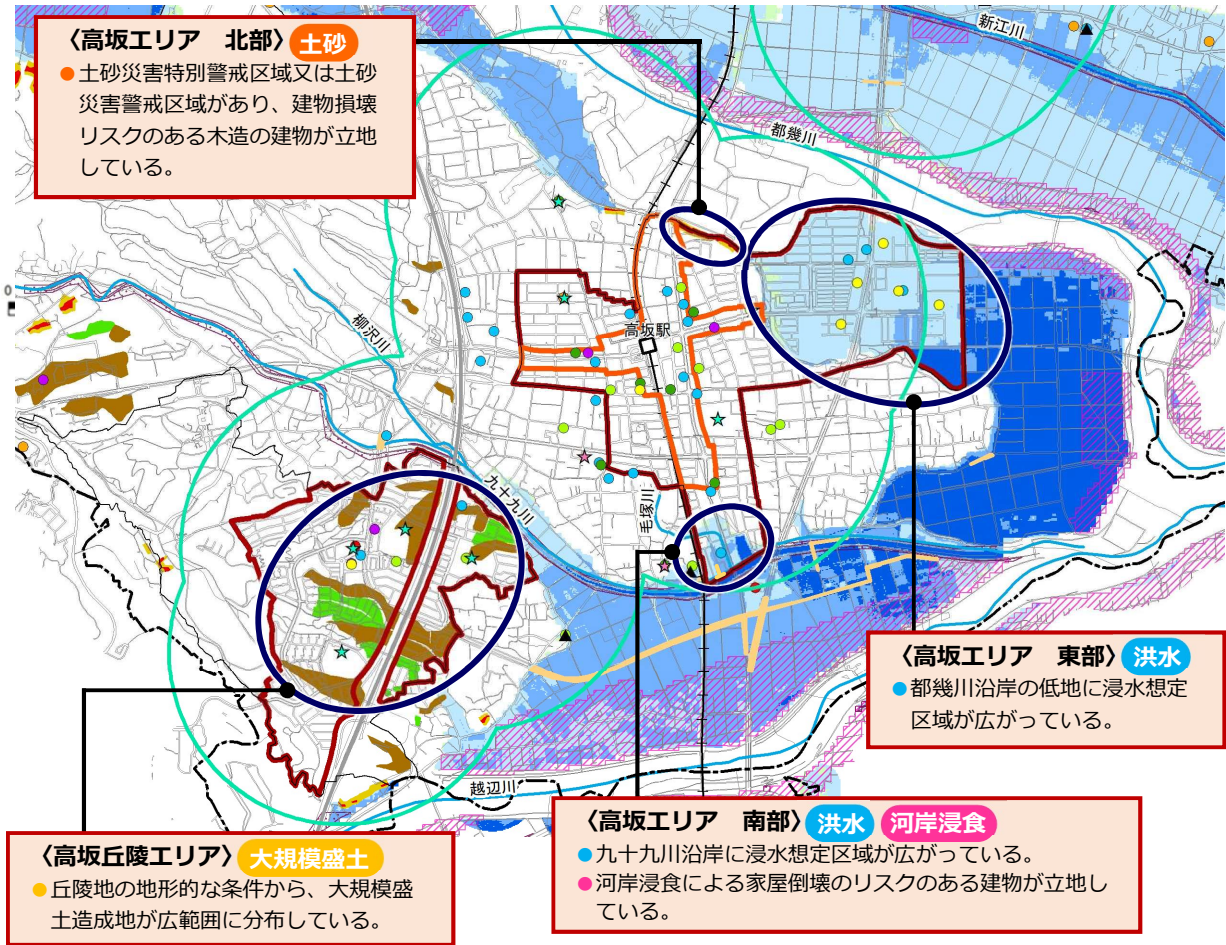 〈高坂エリア　北部〉 土砂
土砂災害特別警戒区域又は土砂
災害警戒区域があり、建物損壊
リスクのある木造の建物が立地
している。
新江川
都幾川
柳沢川
高坂駅
九十九川
毛塚川
越辺川
〈高坂エリア　東部〉 洪水
都幾川沿岸の低地に浸水想定
区域が広がっている。
〈高坂エリア　南部〉 洪水 河岸浸食
九十九川沿岸に浸水想定区域が広がっている。
河岸浸食による家屋倒壊のリスクのある建物が立地し
ている。
〈高坂丘陵エリア〉 大規模盛土
丘陵地の地形的な条件から、大規模盛
土造成地が広範囲に分布している。